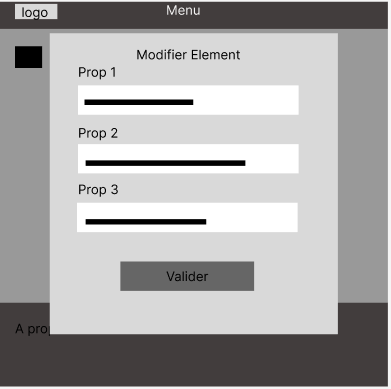 logo
Menu
Modifier Element
Prop 1
Prop 2
Prop 3
Valider
A pro